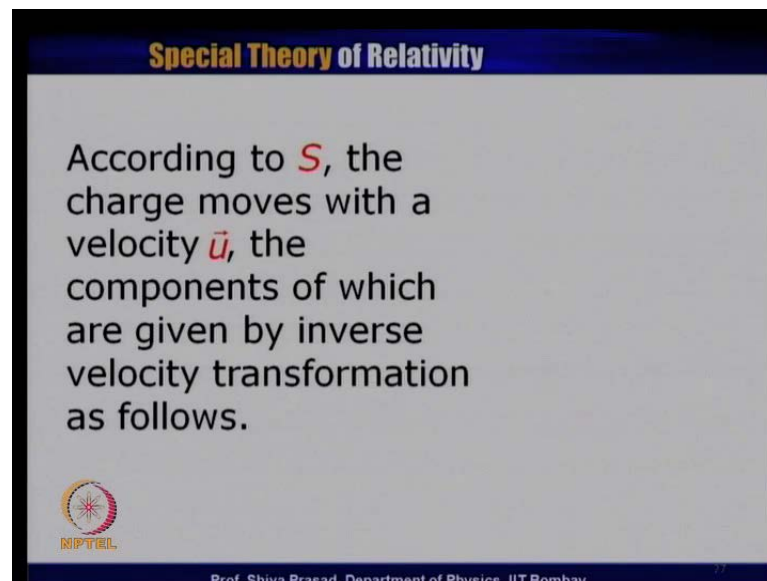 Special Theory of Relativity
According to S, the
charge moves with a
velocity u⃗, the
components of which
are given by inverse
velocity transformation
as follows.
NPTEL
Prof. Shiva Prasad, Department of Physics, IIT Bombay
77